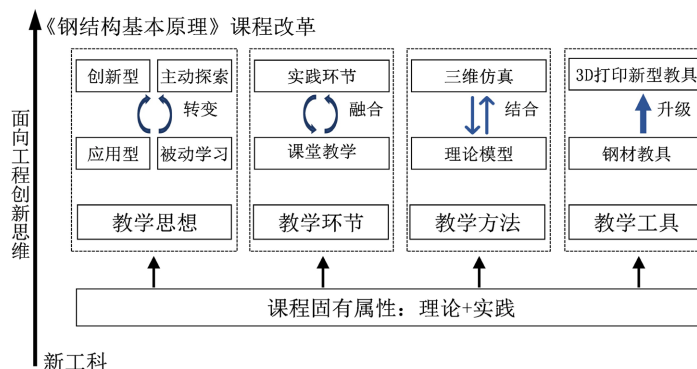 《钢结构基本原理》课程改革
面向工程创新思维
创新型
主动探索
转变
应用型
被动学习
教学思想
实践环节
融合
课堂教学
教学环节
三维仿真
结合
理论模型
教学方法
3D打印新型教具
升级
钢材教具
教学工具
课程固有属性：理论+实践
新工科